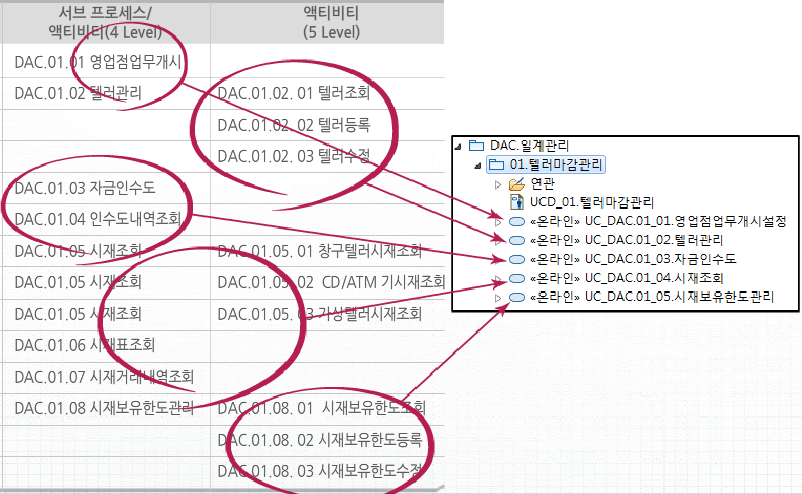 서브 프로세스/
액티비티(4 Level)
액티비티
(5 Level)
DAC.01.01 영업점업무개시
DAC.01.02 텔러관리 DAC.01.02. 01 텔러조회
DAC.01.02. 02 텔러등록
DAC.01.02. 03 텔러수정
DAC.01.03 자금인수도
DAC.01.04 인수도내역조회
DAC.01.05 시재조회 DAC.01.05. 01 창구텔러시재조회
DAC.01.05 시재조회 DAC.01.05. 02 CD/ATM 기시재조회
DAC.01.05 시재조회 DAC.01.05. 03 가상텔러시재조회
DAC.01.06 시재표조회
DAC.01.07 시재거래내역조회
DAC.01.08 시재보유한도관리 DAC.01.08. 01 시재보유한도조회
DAC.01.08. 02 시재보유한도등록
DAC.01.08. 03 시재보유한도수정
DAC.일계관리
01.텔러마감관리
연관
UCD_01.텔러마감관리
«온라인» UC_DAC.01_01.영업점업무개시설정
«온라인» UC_DAC.01_02.텔러관리
«온라인» UC_DAC.01_03.자금인수도
«온라인» UC_DAC.01_04.시재조회
«온라인» UC_DAC.01_05.시재보유한도관리